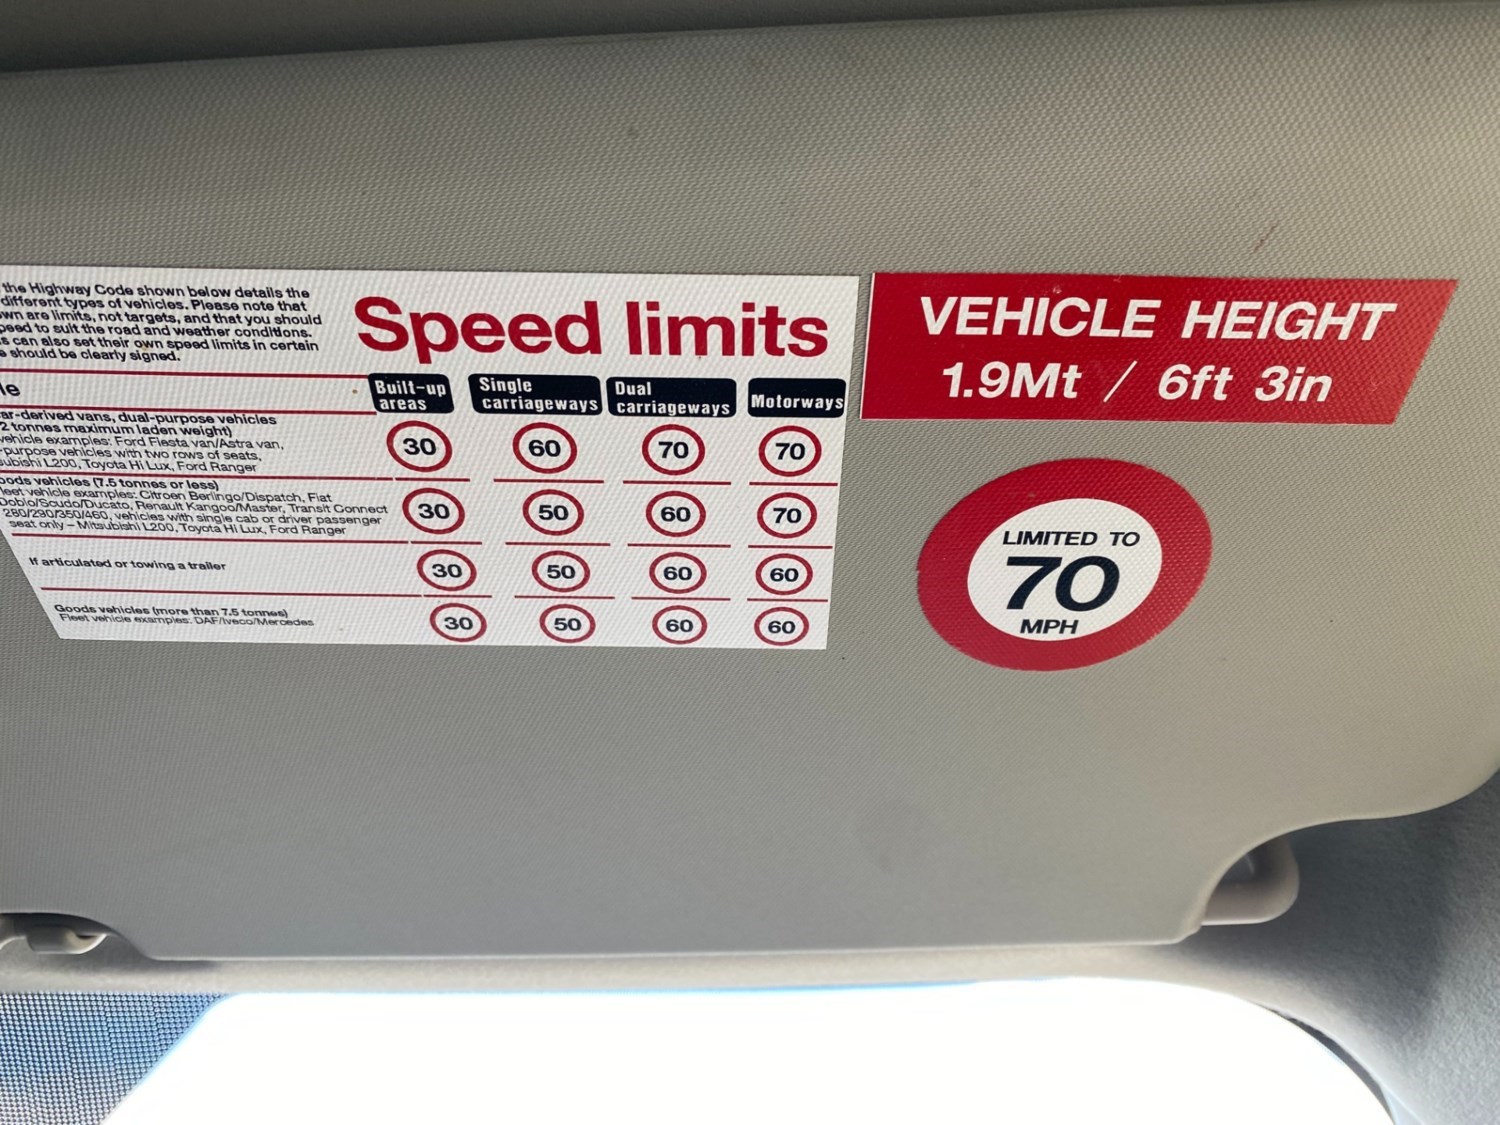 the Highway Code shown below details the
different types of vehicles. Please note that
are limits, not targets, and that you should
to suit the road and weather conditions.
can also set their own speed limits in certain
should be clearly signed.
Speed limits
Built-up areas
Single carriageways
Dual carriageways
Motorways
vans, dual-purpose vehicles
2 tonnes maximum laden weight)
vehicle examples: Ford Fiesta van/Astra van,
-purpose vehicles with two rows of seats,
L200, Toyota Hi Lux, Ford Ranger
30 60 70 70
vehicles (7.5 tonnes or less)
vehicle examples: Citroen Berlingo/Dispatch, Fiat
Doblo/Scudo/Ducato, Renault Kangoo/Master, Transit Connect
280/290/350/460, vehicles with single cab or driver passenger
seat only – Mitsubishi L200, Toyota Hi Lux, Ford Ranger
30 50 60 70
If articulated or towing a trailer
30 50 60 60
Goods vehicles (more than 7.5 tonnes)
Fleet vehicle examples: DAF/Iveco/Mercedes
30 50 60 60
VEHICLE HEIGHT
1.9Mt / 6ft 3in
LIMITED TO
70
MPH